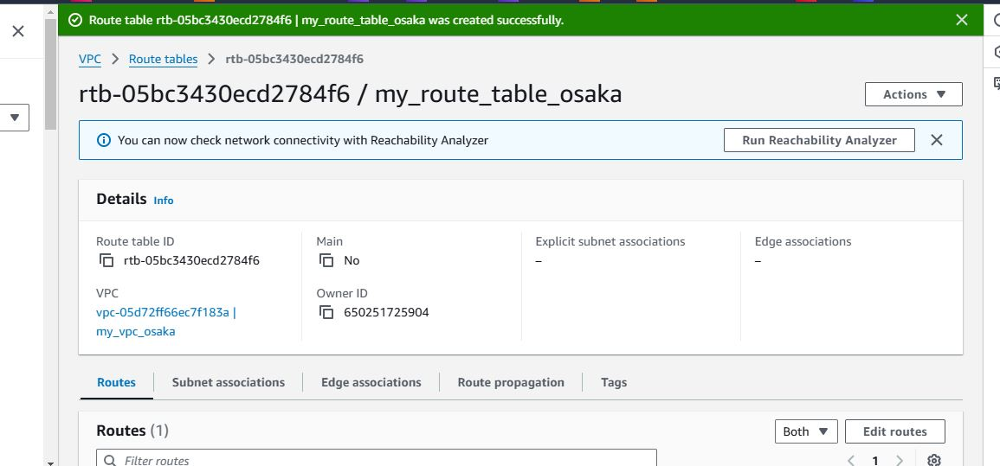 Route table rtb-05bc3430ecd2784f6 | my_route_table_osaka was created successfully.
VPC > Route tables > rtb-05bc3430ecd2784f6
rtb-05bc3430ecd2784f6 / my_route_table_osaka
Actions
You can now check network connectivity with Reachability Analyzer
Run Reachability Analyzer
Details Info
Route table ID
rtb-05bc3430ecd2784f6
Main
No
Explicit subnet associations
–
Edge associations
–
VPC
vpc-05d72ff66ec7f183a |
my_vpc_osaka
Owner ID
650251725904
Routes
Subnet associations
Edge associations
Route propagation
Tags
Routes (1)
Both
Edit routes
Filter routes
1